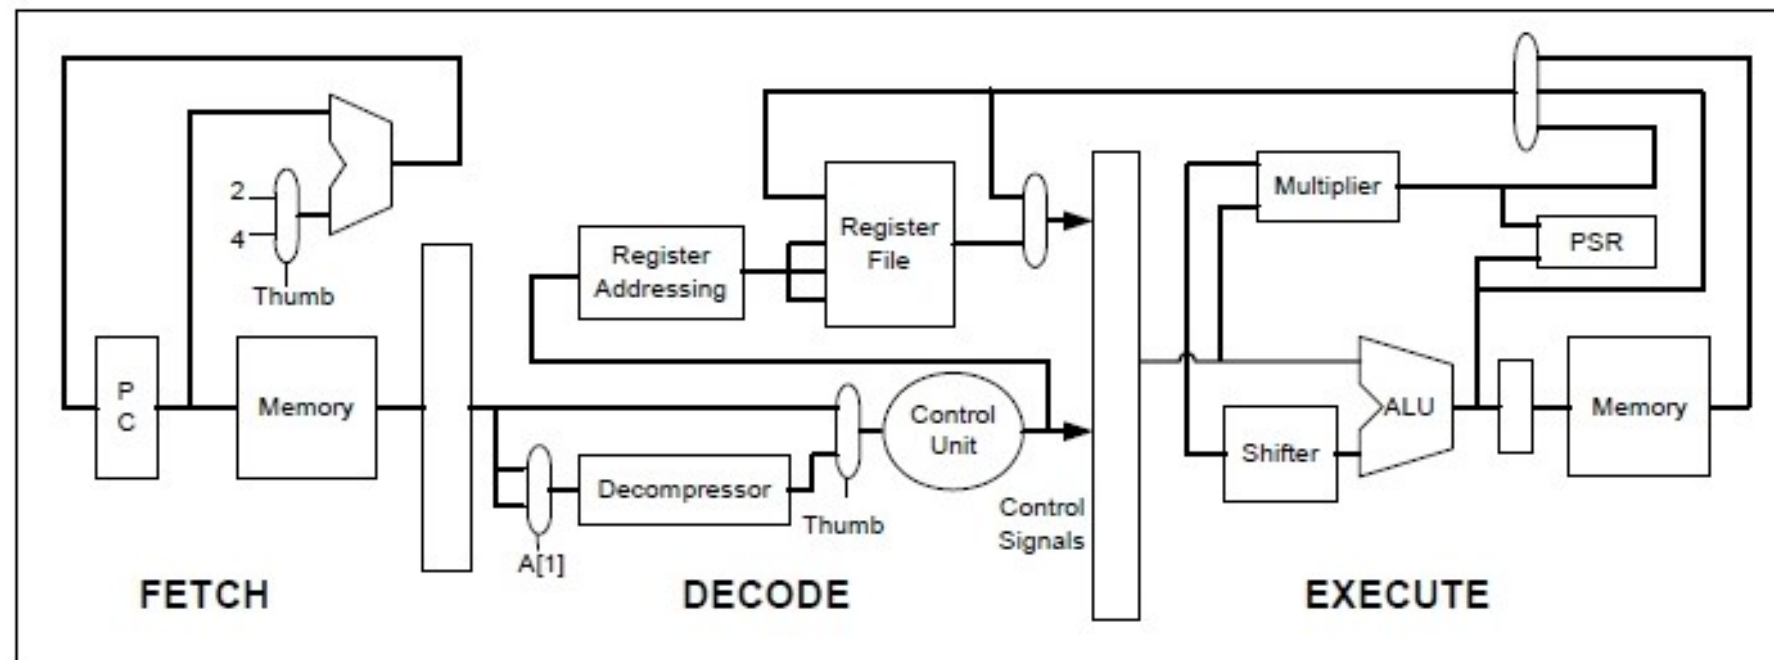 2
4
Thumb
P
C
Memory
FETCH
Register
Addressing
Register
File
Control
Unit
Decompressor
Thumb
A[1]
Control
Signals
DECODE
Multiplier
PSR
ALU
Shifter
Memory
EXECUTE